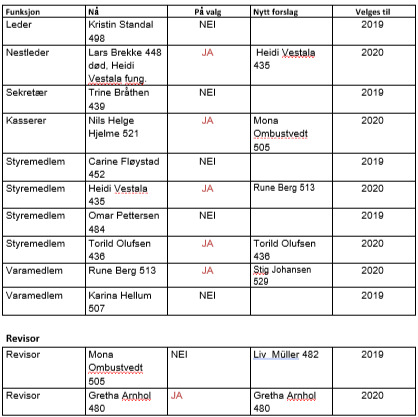 Funksjon Nå På valg Nytt forslag Velges til
Leder Kristin Standal NEI 2019
498
Nestleder Lars Brekke 448 JA Heidi Vestala 2020
død, Heidi 435
Vestala fung.
Sekretær Trine Bråthen NEI 2019
439
Kasserer Nils Helge JA Mona 2020
Hjelme 521 Ombustvedt
505
Styremedlem Carine Fløystad NEI 2019
452
Styremedlem Heidi Vestala JA Rune Berg 513 2020
435
Styremedlem Omar Pettersen NEI 2019
484
Styremedlem Torild Olufsen JA Torild Olufsen 2020
436 436
Varamedlem Rune Berg 513 JA Stig Johansen 2020
529
Varamedlem Karina Hellum NEI 2019
507
Revisor
Revisor Mona NEI Liv Müller 482 2019
Ombustvedt
505
Revisor Gretha Arnhol JA Gretha Arnhol 2020
480 480